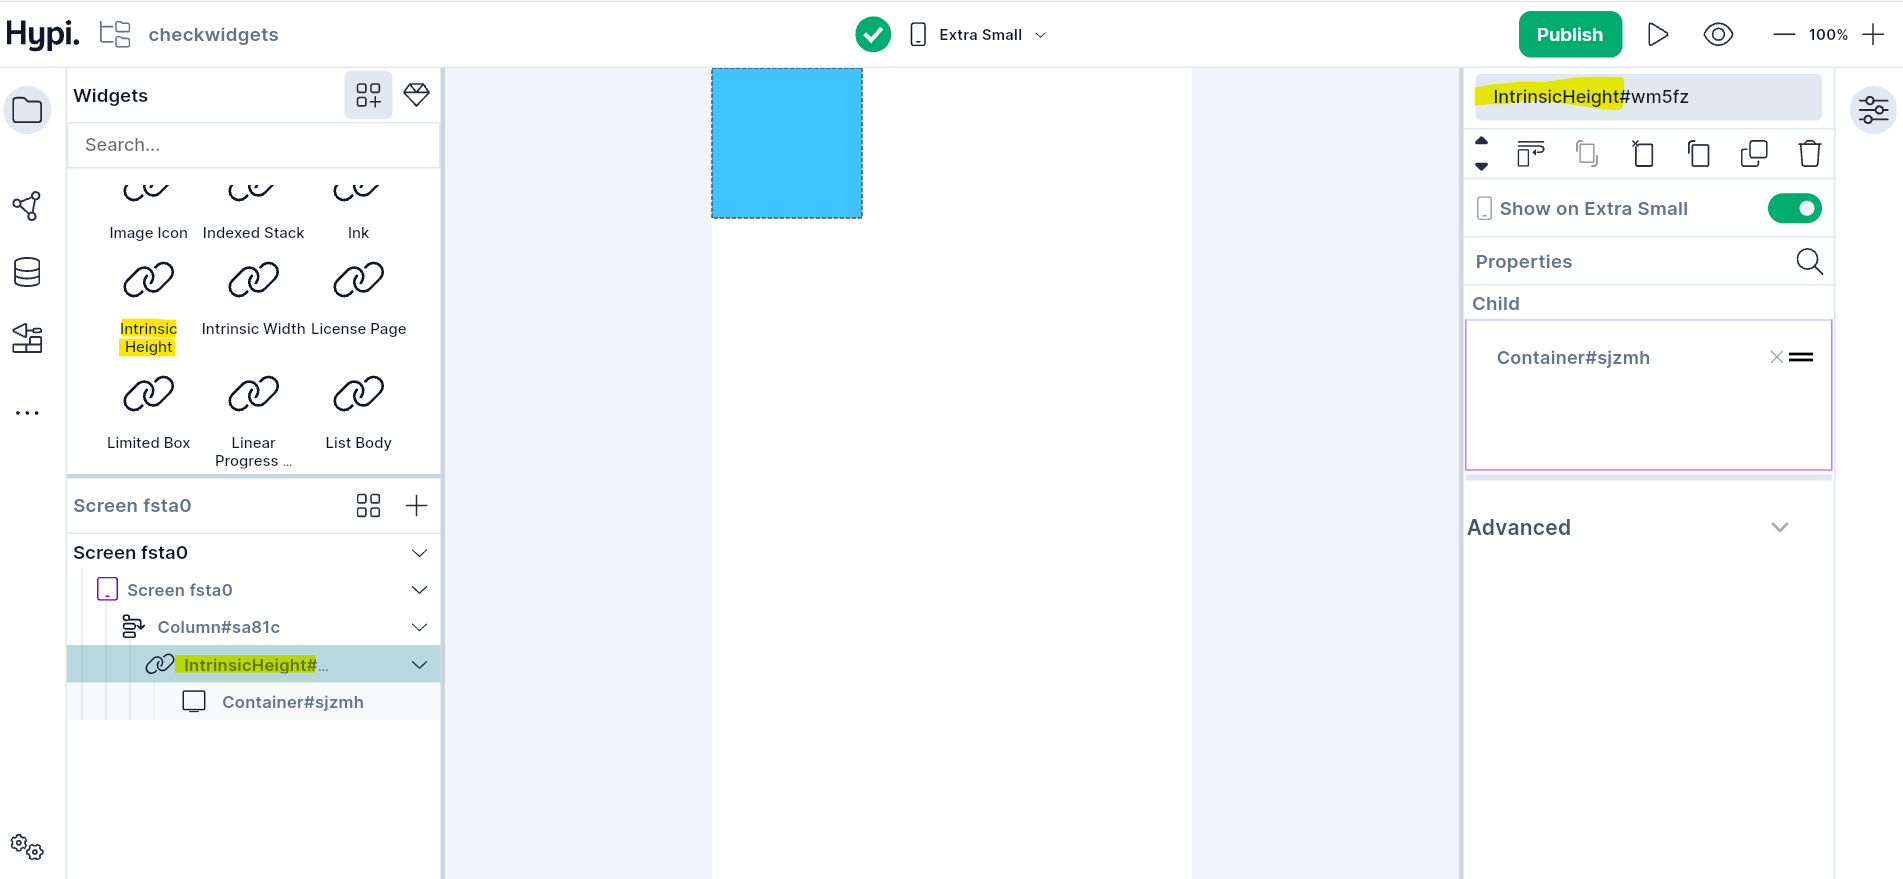 Hypi.
checkwidgets
Extra Small
Publish
100%
Widgets
Search...
Image Icon
Indexed Stack
Ink
Intrinsic
Height
Intrinsic Width
License Page
Limited Box
Linear
Progress ...
List Body
Screen fsta0
Screen fsta0
Screen fsta0
Column#sa81c
IntrinsicHeight#...
Container#sjzmh
IntrinsicHeight#wm5fz
Show on Extra Small
Properties
Child
Container#sjzmh
Advanced